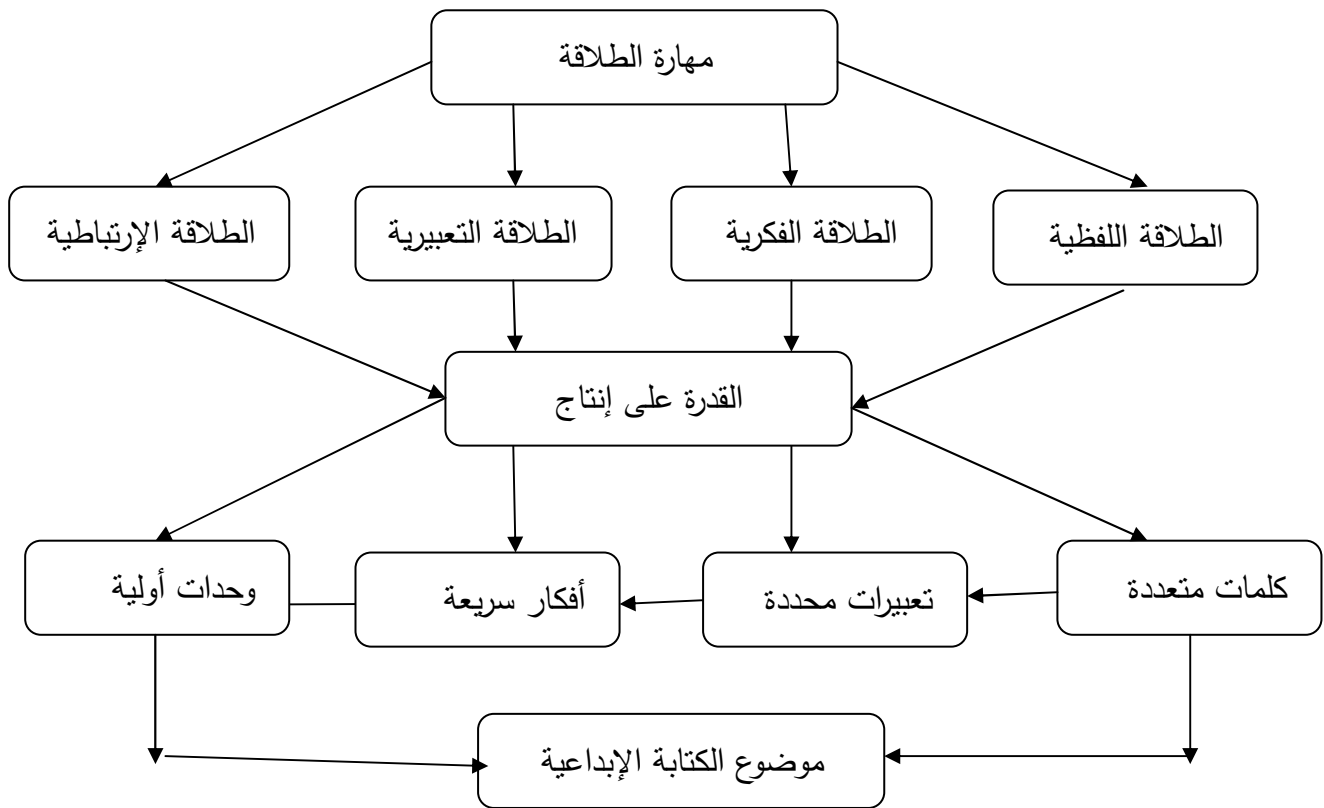 مهارة الطلاقة
الطلاقة اللفظية
الطلاقة الفكرية
الطلاقة التعبيرية
الطلاقة الإرتباطية
القدرة على إنتاج
كلمات متعددة
تعبيرات محددة
أفكار سريعة
وحدات أولية
موضوع الكتابة الإبداعية